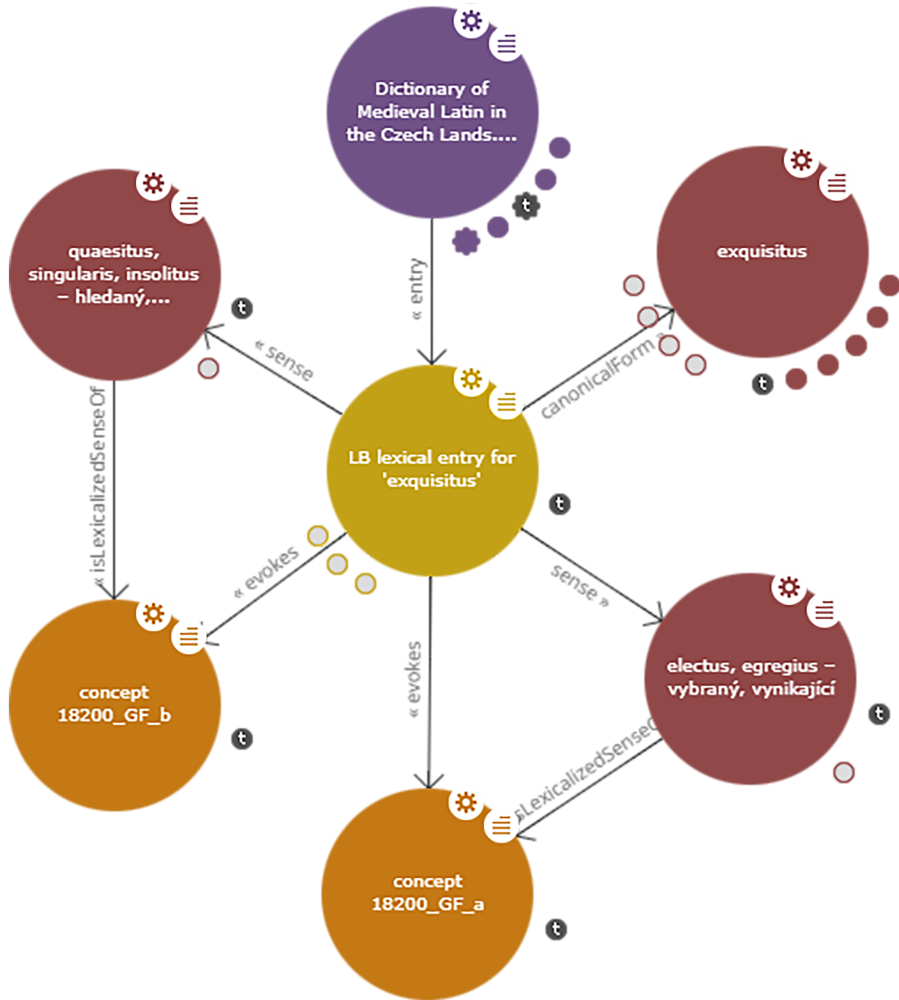 Dictionary of
Medieval Latin in
the Czech Lands....
t
exquisitus
quaesitus,
singularis, insolitus
– hledaný,...
t
« entry
« sense
canonicalForm »
t
« isLexicalizedSenseOf
LB lexical entry for
'exquisitus'
t
« evokes
sense »
« evokes
electus, egregius –
vybraný, vynikající
t
concept
18200_GF_b
t
sLexicalizedSenseO
concept
18200_GF_a
t